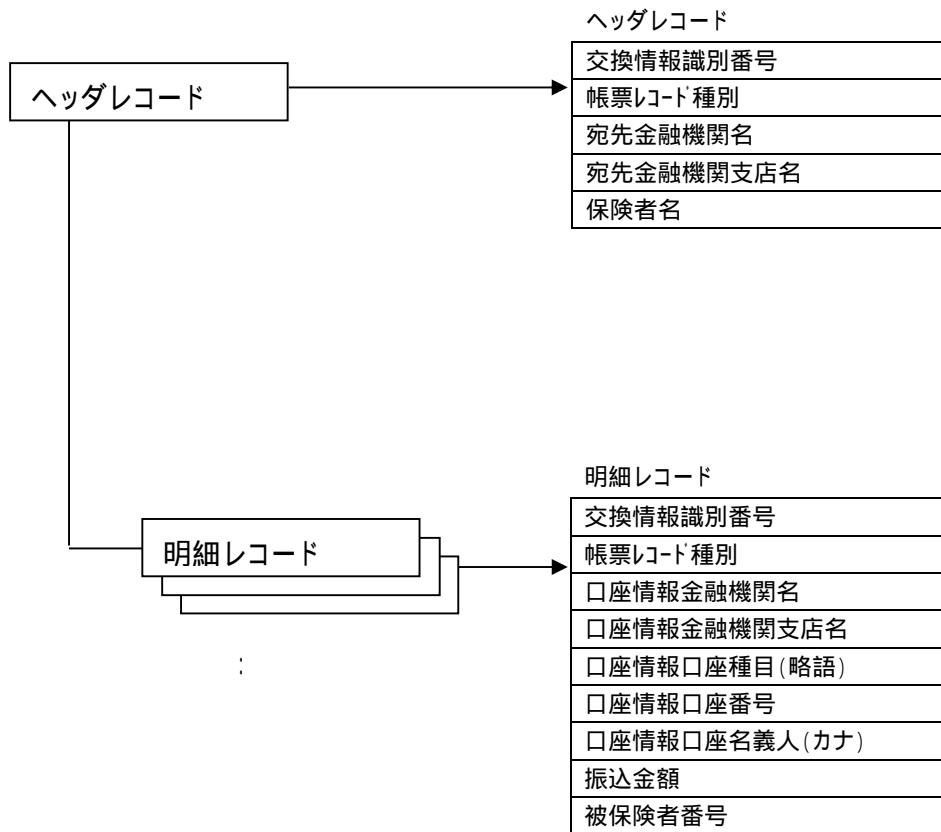 ヘッダレコード
ヘッダレコード
交換情報識別番号
帳票ﾚｺｰﾄﾞ種別
宛先金融機関名
宛先金融機関支店名
保険者名
明細レコード
明細レコード
:
交換情報識別番号
帳票ﾚｺｰﾄﾞ種別
口座情報金融機関名
口座情報金融機関支店名
口座情報口座種目(略語)
口座情報口座番号
口座情報口座名義人(カナ)
振込金額
被保険者番号